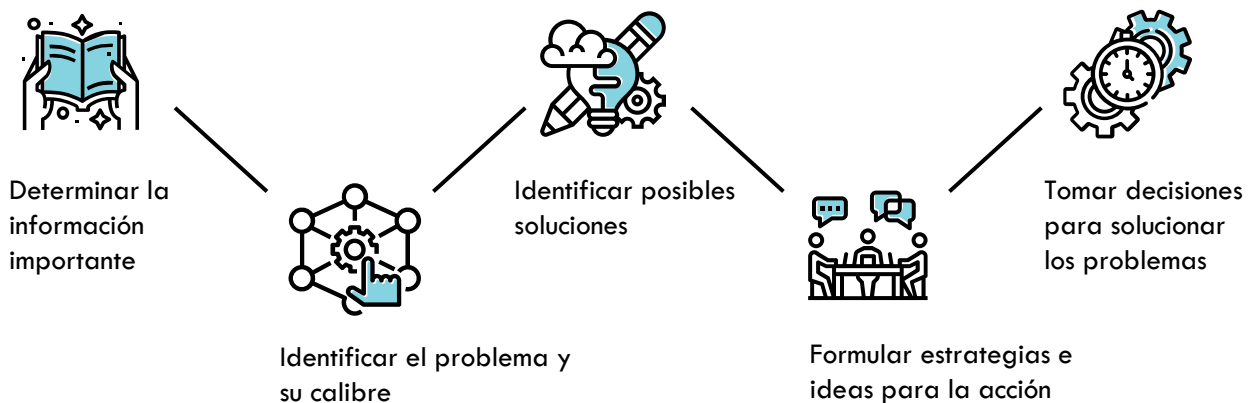 Determinar la
información
importante
Identificar el problema y
su calibre
Identificar posibles
soluciones
Formular estrategias e
ideas para la acción
Tomar decisiones
para solucionar
los problemas